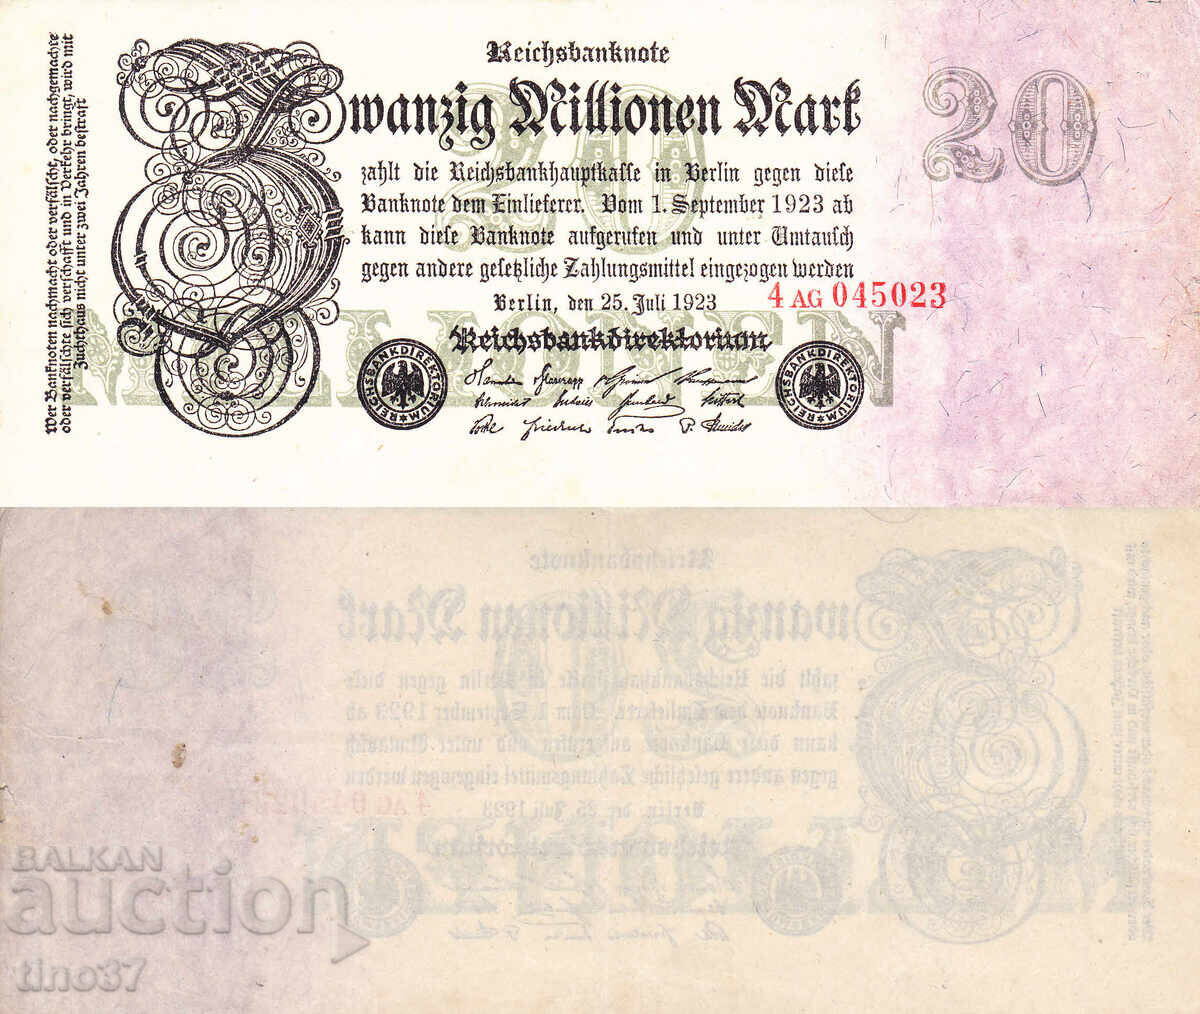 Wer Banknoten nachmacht oder verfälscht, oder nachgemachte
oder verfälschte sich verschafft und in Verkehr bringt, wird mit
Zuchthaus nicht unter zwei Jahren bestraft
Reichsbanknote
20
Zwanzig Millionen Mark
20
zahlt die Reichsbankhauptkasse in Berlin gegen diese
Banknote dem Einlieferer. Vom 1. September 1923 ab
kann diese Banknote aufgerufen und unter Umtausch
gegen andere gesetzliche Zahlungsmittel eingezogen werden
Berlin, den 25. Juli 1923
4 AG 045023
MILLIONEN
Reichsbankdirektorium
REICHSBANKDIREKTORIUM
REICHSBANKDIREKTORIUM
BALKAN
auction
tino37